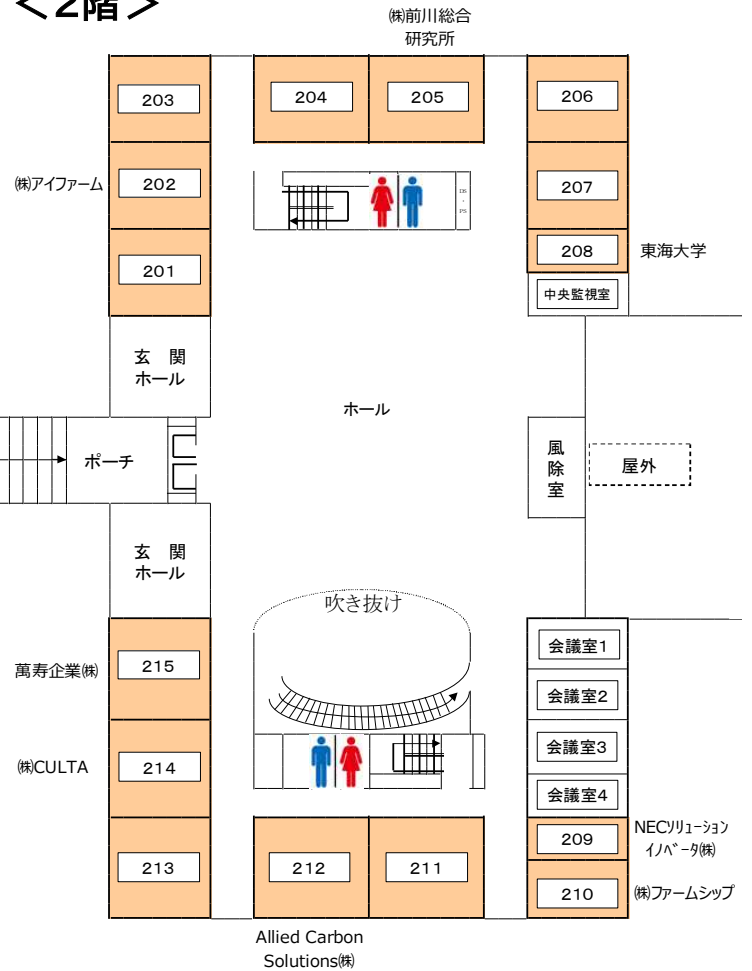 ＜2階＞
㈱前川総合
研究所
203
204
205
206
㈱アイファーム
202
207
DS
・
PS
201
208
東海大学
中央監視室
玄　関
ホール
ホール
ポーチ
風
除
室
屋外
玄　関
ホール
吹き抜け
萬寿企業㈱
215
会議室1
会議室2
㈱CULTA
214
会議室3
会議室4
213
212
211
209
NECソリューション
イノベータ㈱
210
㈱ファームシップ
Allied Carbon
Solutions㈱